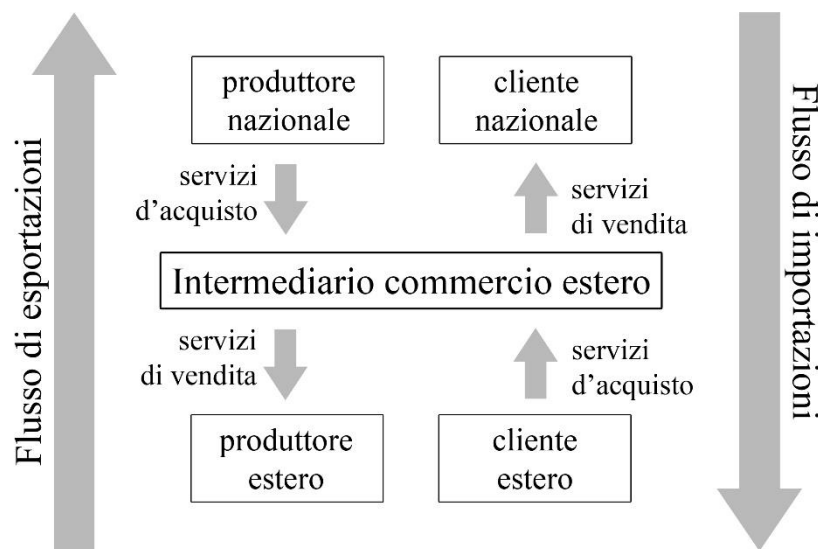 Flusso di esportazioni
produttore
nazionale
cliente
nazionale
servizi
d’acquisto
servizi
di vendita
Intermediario commercio estero
servizi
di vendita
servizi
d’acquisto
produttore
estero
cliente
estero
Flusso di importazioni